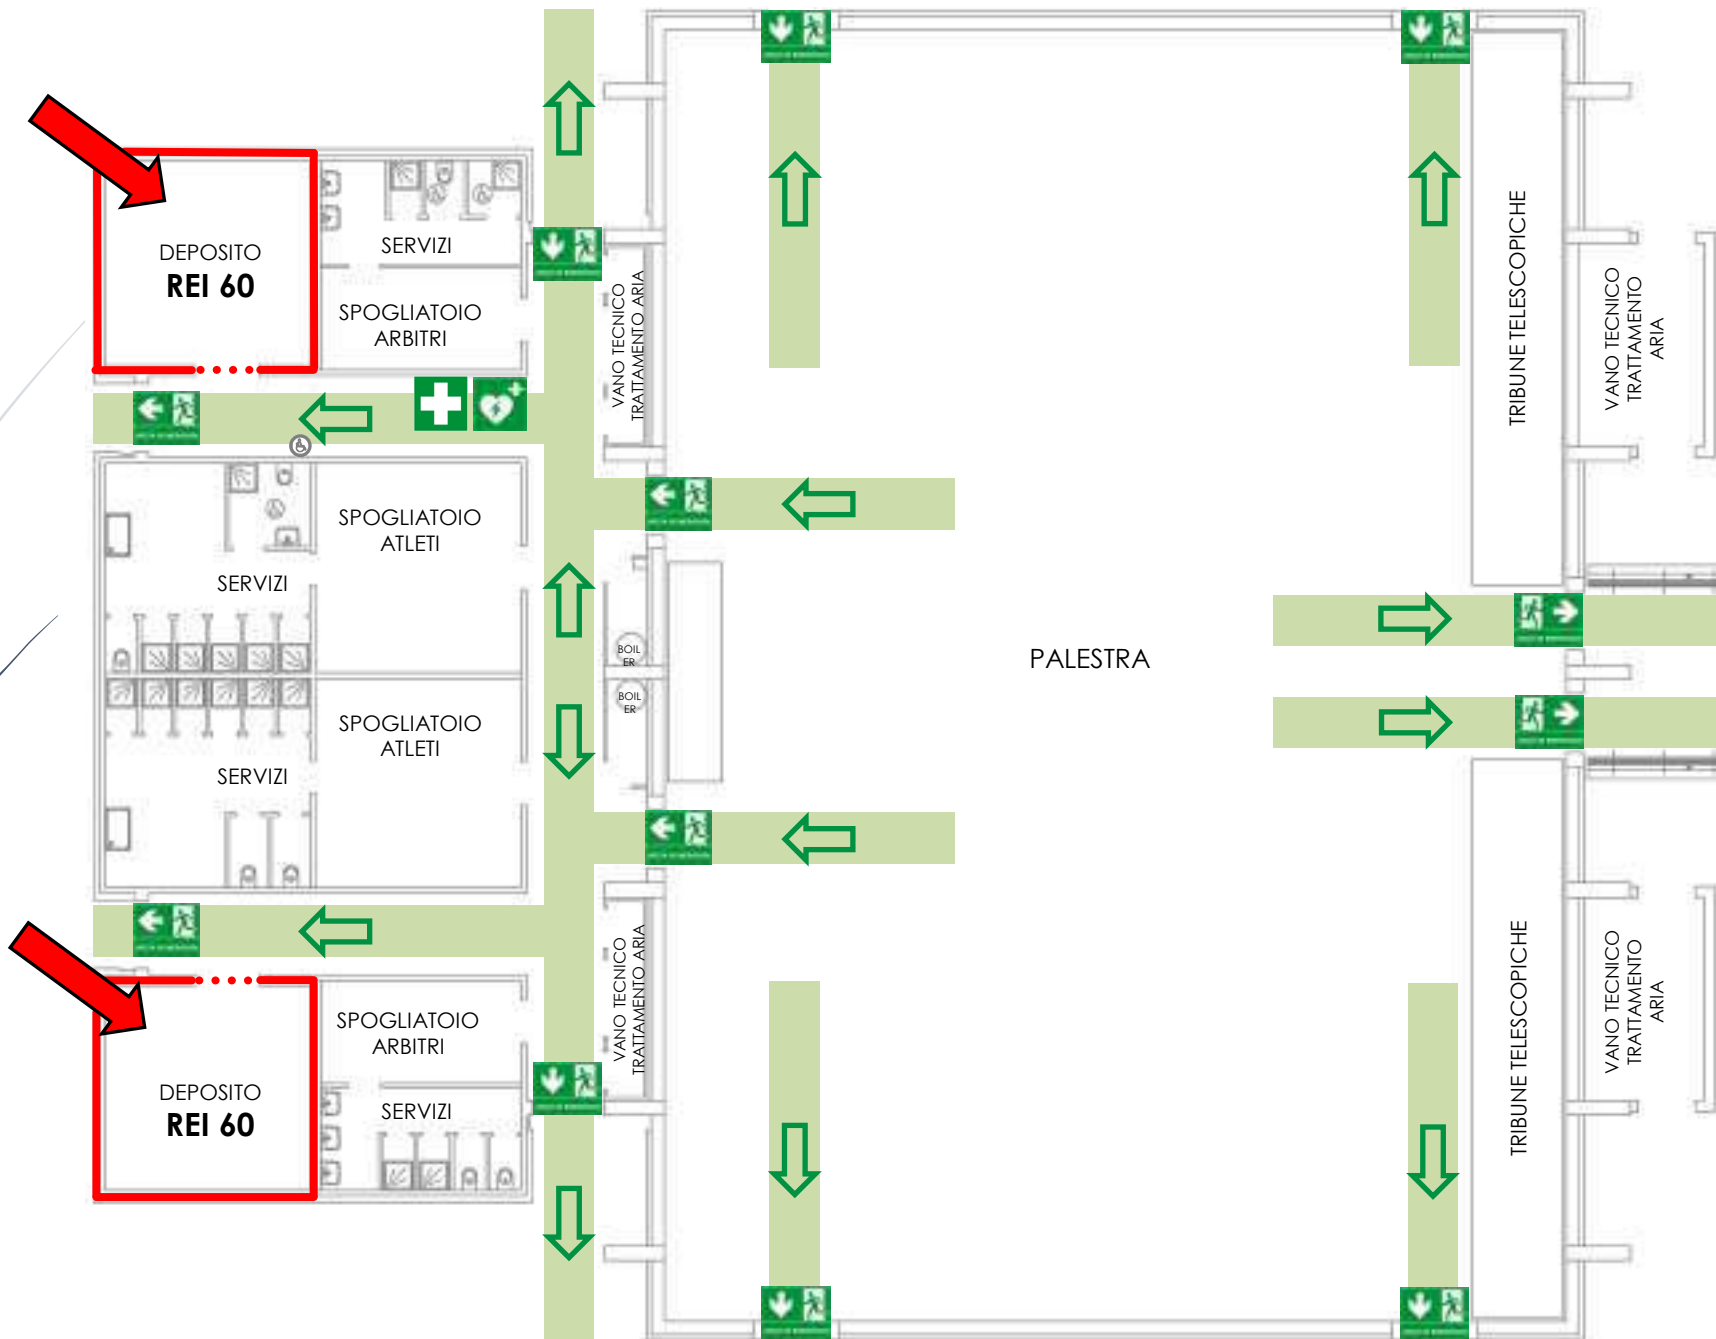 DEPOSITO
REI 60
SERVIZI
SPOGLIATOIO
ARBITRI
VANO TECNICO
TRATTAMENTO ARIA
TRIBUNE TELESCOPICHE
VANO TECNICO
TRATTAMENTO
ARIA
SPOGLIATOIO
ATLETI
SERVIZI
BOIL
ER
PALESTRA
BOIL
ER
SPOGLIATOIO
ATLETI
SERVIZI
VANO TECNICO
TRATTAMENTO ARIA
TRIBUNE TELESCOPICHE
VANO TECNICO
TRATTAMENTO
ARIA
SPOGLIATOIO
ARBITRI
DEPOSITO
REI 60
SERVIZI